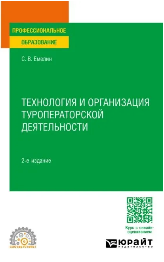 ПРОФЕССИОНАЛЬНОЕ
ОБРАЗОВАНИЕ
С. В. Емелин
ТЕХНОЛОГИЯ И ОРГАНИЗАЦИЯ
ТУРОПЕРАТОРСКОЙ
ДЕЯТЕЛЬНОСТИ
2-е издание
юрайт